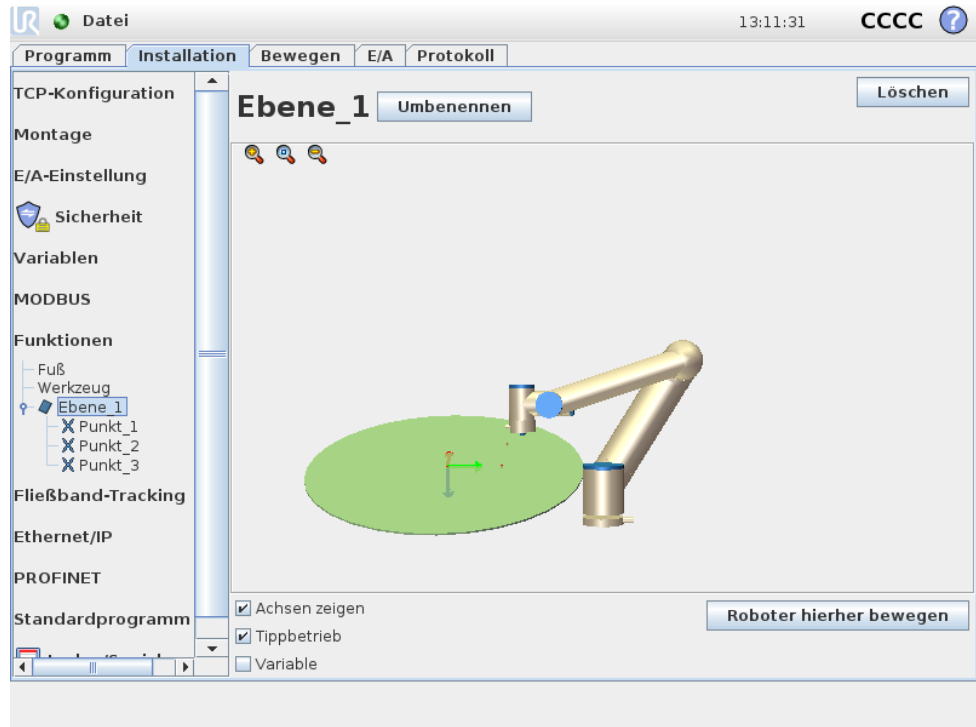 UR Datei 13:11:31 CCCC ?
Programm Installation Bewegen E/A Protokoll
TCP-Konfiguration
Montage
E/A-Einstellung
Sicherheit
Variablen
MODBUS
Funktionen
Fuß
Werkzeug
Ebene_1
Punkt_1
Punkt_2
Punkt_3
Fließband-Tracking
Ethernet/IP
PROFINET
Standardprogramm
Ebene_1 Umbenennen Löschen
Achsen zeigen
Tippbetrieb
Variable
Roboter hierher bewegen